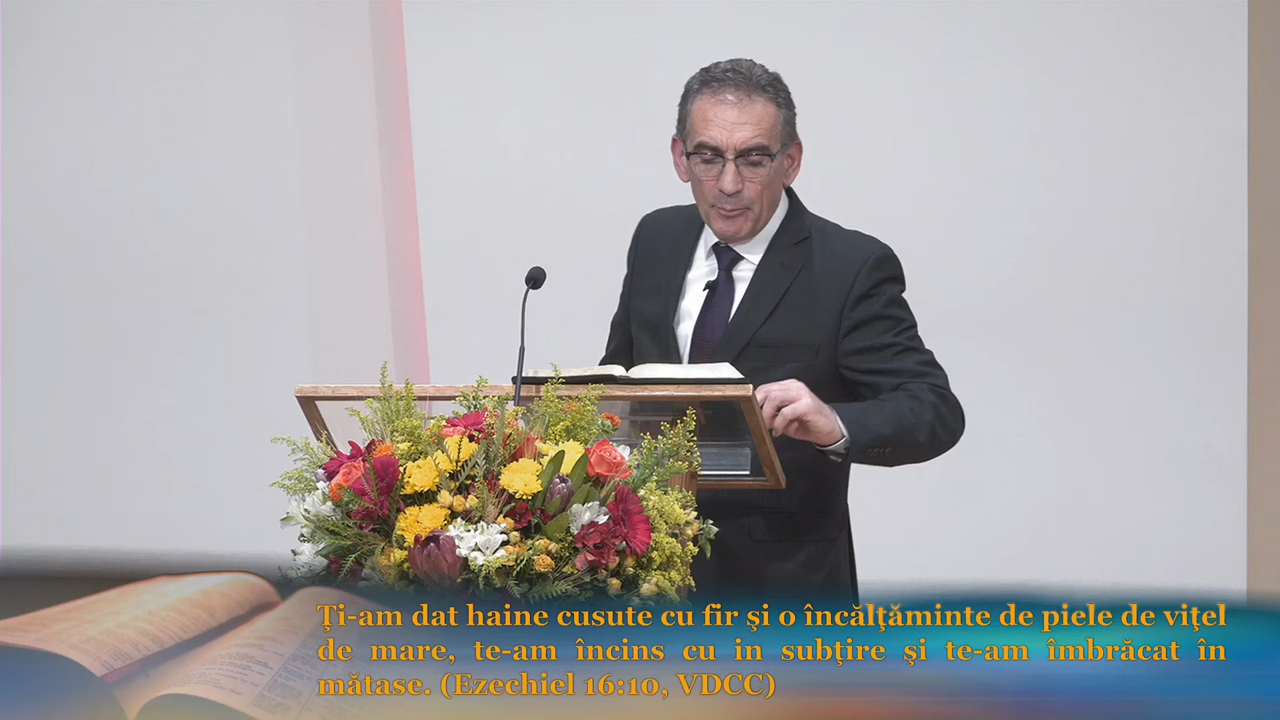 Ţi-am dat haine cusute cu fir şi o încălţăminte de piele de viţel
de mare, te-am încins cu in subţire şi te-am îmbrăcat în
mătase. (Ezechiel 16:10, VDCC)